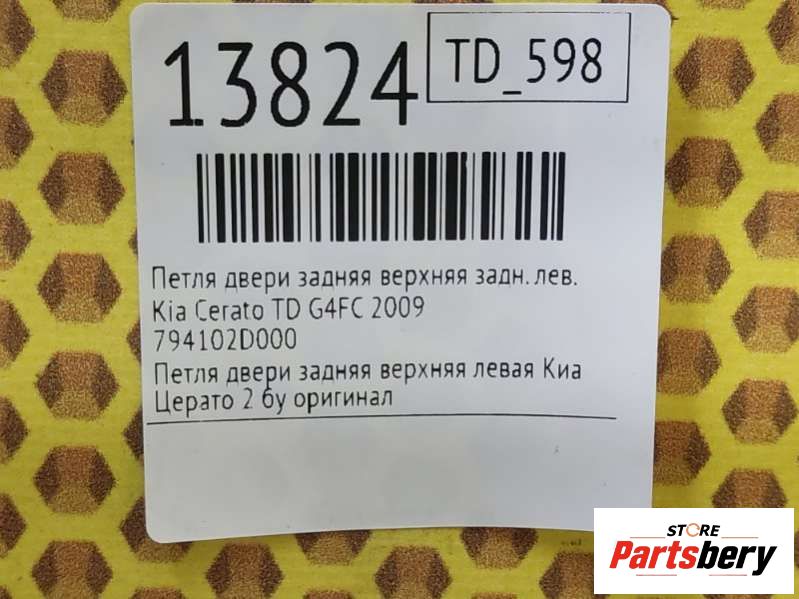 13824
TD_598
Петля двери задняя верхняя задн. лев.
Kia Cerato TD G4FC 2009
794102D000
Петля двери задняя верхняя левая Киа
Церато 2 бу оригинал
STORE
Partsbery